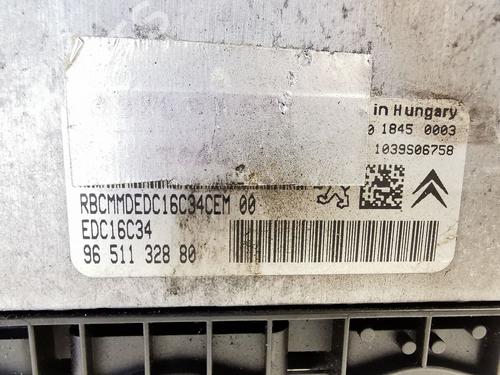 in Hungary
0 1845 0003
1039S06758
RBCMMDEDC16C34CEM 00
EDC16C34
96 511 328 80